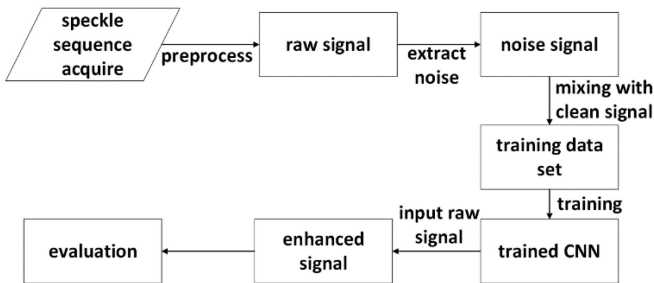 speckle
sequence
acquire
preprocess
raw signal
extract
noise
noise signal
mixing with
clean signal
training data
set
training
trained CNN
input raw
signal
enhanced
signal
evaluation